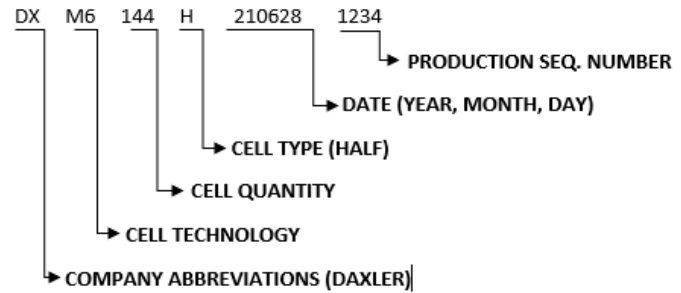 DX M6 144 H 210628 1234
PRODUCTION SEQ. NUMBER
DATE (YEAR, MONTH, DAY)
CELL TYPE (HALF)
CELL QUANTITY
CELL TECHNOLOGY
COMPANY ABBREVIATIONS (DAXLER)